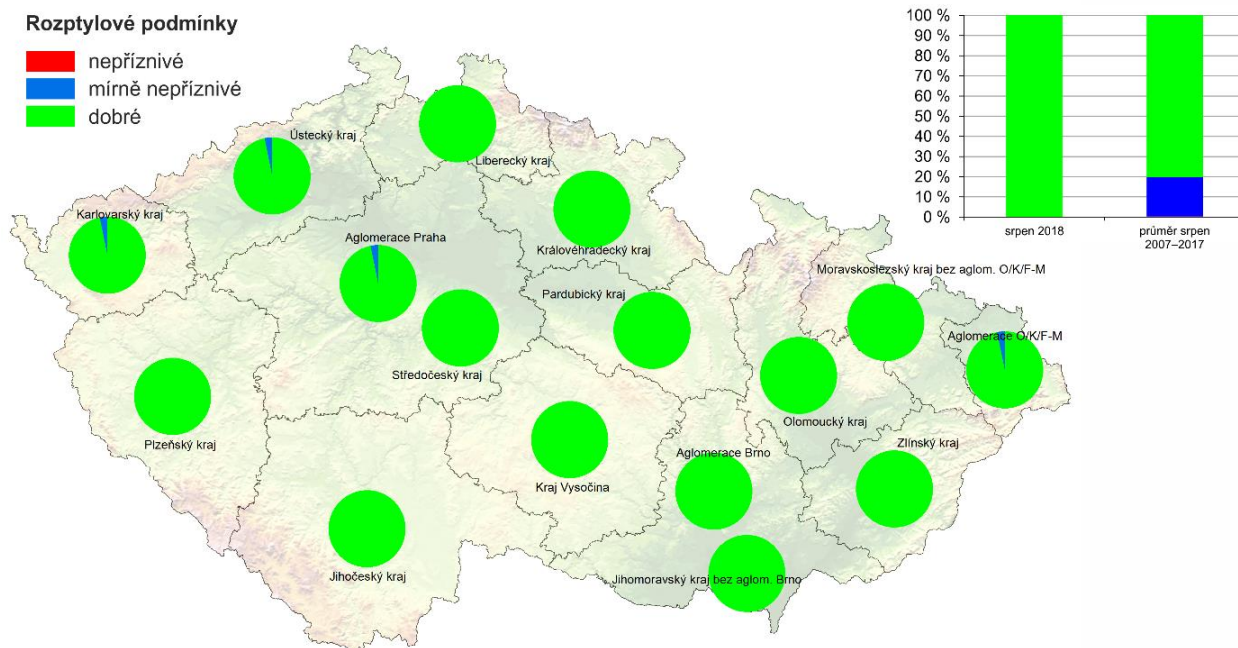 Rozptylové podmínky
nepříznivé
mírně nepříznivé
dobré
100 %
90 %
80 %
70 %
60 %
50 %
40 %
30 %
20 %
10 %
0 %
srpen 2018
průměr srpen
2007–2017
Ústecký kraj
Liberecký kraj
Karlovarský kraj
Aglomerace Praha
Královéhradecký kraj
Moravskoslezský kraj bez aglom. O/K/F-M
Pardubický kraj
Aglomerace O/K/F-M
Středočeský kraj
Olomoucký kraj
Plzeňský kraj
Zlínský kraj
Aglomerace Brno
Kraj Vysočina
Jihočeský kraj
Jihomoravský kraj bez aglom. Brno